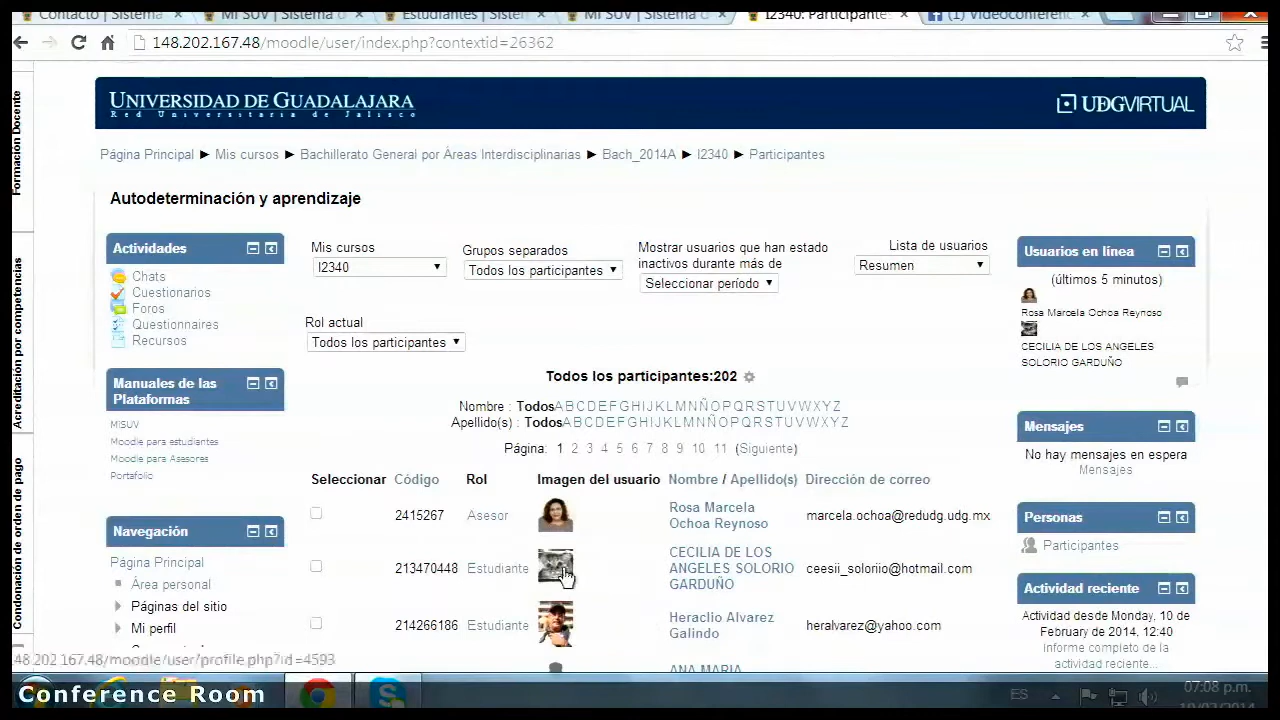 Contacto | Sistema
MI SUV | Sistema d
Estudiantes | Sistem
MI SUV | Sistema d
I2340: Participante
(1) Videoconferenc
148.202.167.48/moodle/user/index.php?contextid=26362
Formación Docente
Acreditación por competencias
Condonación de orden de pago
UNIVERSIDAD DE GUADALAJARA
Red Universitaria de Jalisco
UDGVIRTUAL
Página Principal ► Mis cursos ► Bachillerato General por Áreas Interdisciplinarias ► Bach_2014A ► I2340 ► Participantes
Autodeterminación y aprendizaje
Actividades
Chats
Cuestionarios
Foros
Questionnaires
Recursos
Manuales de las
Plataformas
MISUV
Moodle para estudiantes
Moodle para Asesores
Portafolio
Navegación
Página Principal
Área personal
Páginas del sitio
Mi perfil
Mis cursos
I2340
Grupos separados
Todos los participantes
Mostrar usuarios que han estado
inactivos durante más de
Seleccionar período
Lista de usuarios
Resumen
Rol actual
Todos los participantes
Todos los participantes:202
Nombre : Todos A B C D E F G H I J K L M N Ñ O P Q R S T U V W X Y Z
Apellido(s) : Todos A B C D E F G H I J K L M N Ñ O P Q R S T U V W X Y Z
Página: 1 2 3 4 5 6 7 8 9 10 11 (Siguiente)
Seleccionar Código Rol Imagen del usuario Nombre / Apellido(s) Dirección de correo
2415267 Asesor Rosa Marcela
Ochoa Reynoso marcela.ochoa@redudg.udg.mx
213470448 Estudiante CECILIA DE LOS
ANGELES SOLORIO
GARDUÑO ceesii_soloriio@hotmail.com
214266186 Estudiante Heraclio Alvarez
Galindo heralvarez@yahoo.com
ANA MARIA
Usuarios en línea
(últimos 5 minutos)
Rosa Marcela Ochoa Reynoso
CECILIA DE LOS ANGELES
SOLORIO GARDUÑO
Mensajes
No hay mensajes en espera
Mensajes
Personas
Participantes
Actividad reciente
Actividad desde Monday, 10 de
February de 2014, 12:40
Informe completo de la
actividad reciente...
48.202.167.48/moodle/user/profile.php?id=4593
Conference Room
ES
07:08 p.m.